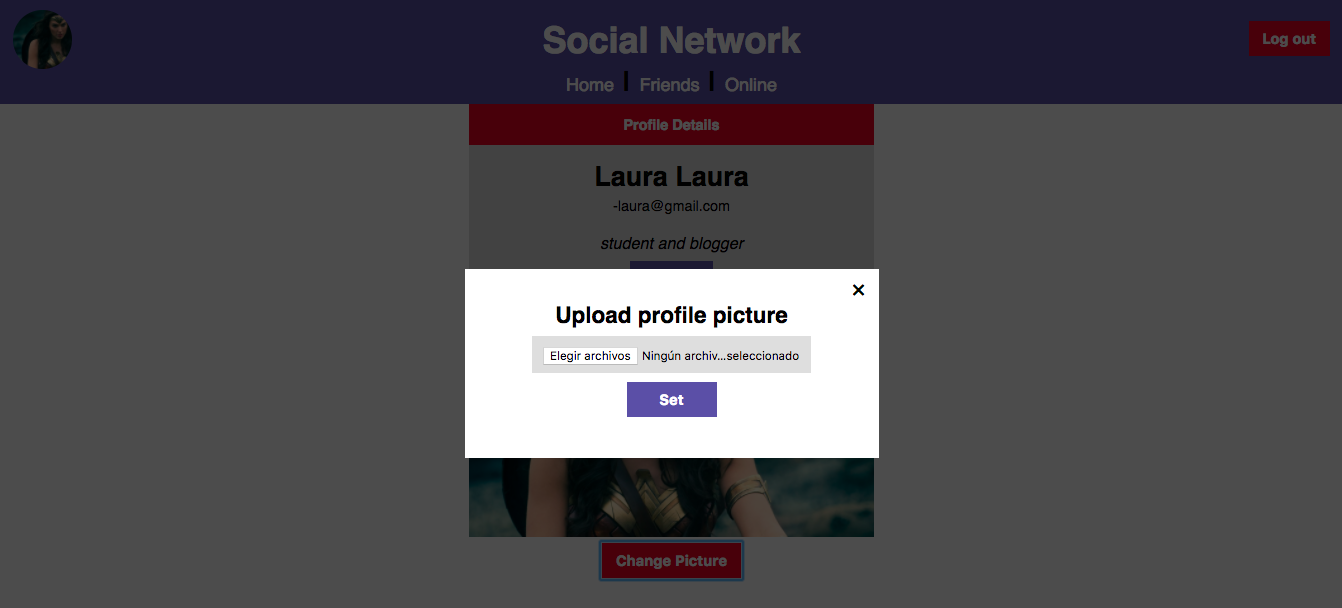 Social Network
Log out
Home
Friends
Online
Profile Details
Laura Laura
-laura@gmail.com
student and blogger
×
Upload profile picture
Elegir archivos Ningún archiv...seleccionado
Set
Change Picture